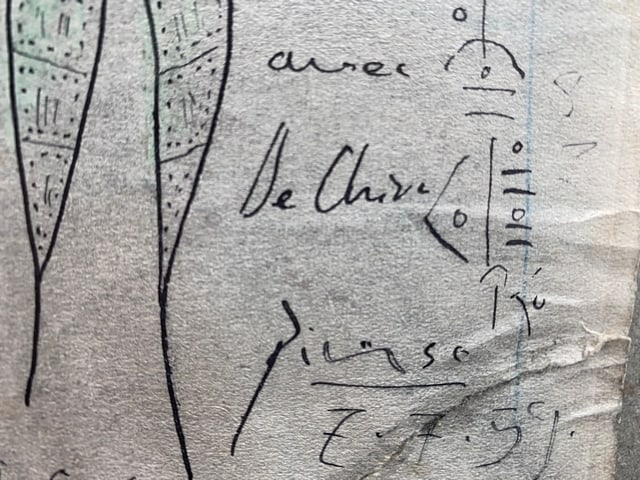 avec
De Chirico
Picasso
7.7.59.